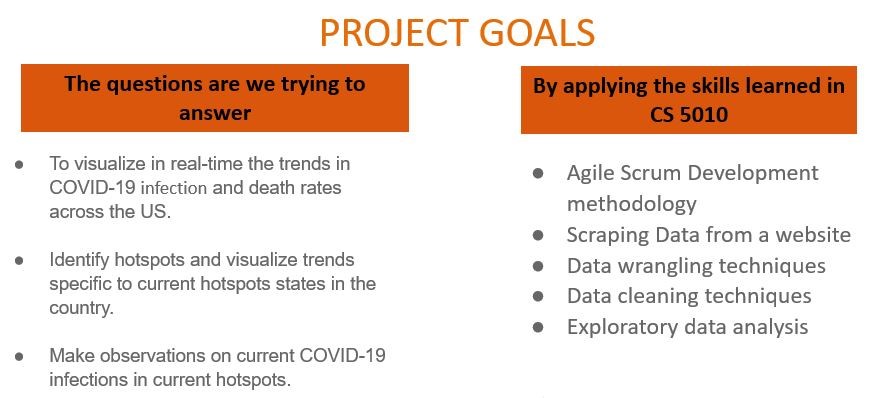 PROJECT GOALS
The questions are we trying to
answer
● To visualize in real-time the trends in
COVID-19 infection and death rates
across the US.
● Identify hotspots and visualize trends
specific to current hotspots states in the
country.
● Make observations on current COVID-19
infections in current hotspots.
By applying the skills learned in
CS 5010
● Agile Scrum Development
methodology
● Scraping Data from a website
● Data wrangling techniques
● Data cleaning techniques
● Exploratory data analysis